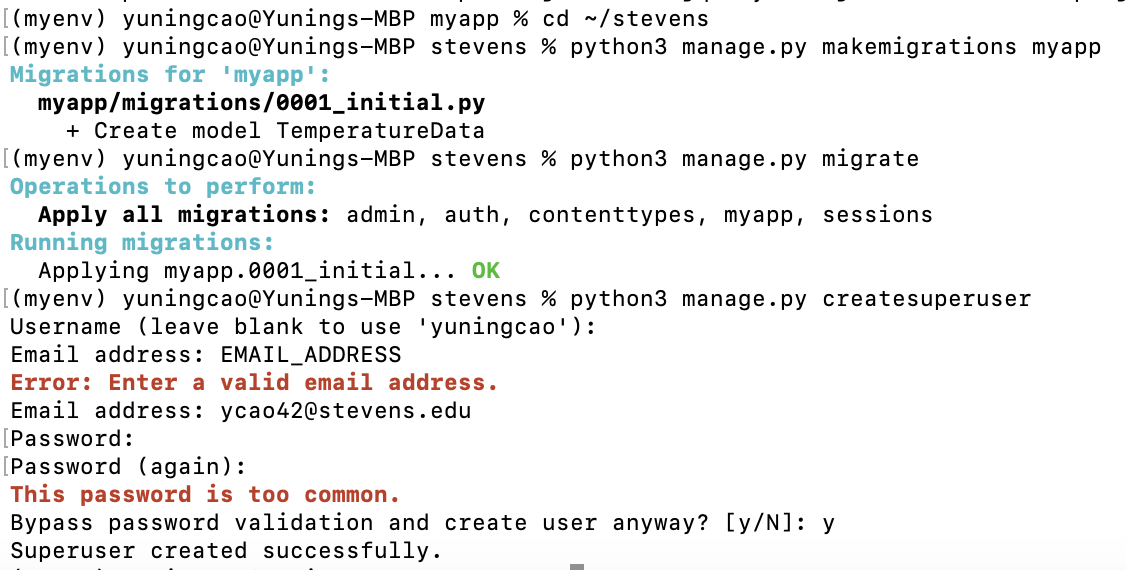 [(myenv) yuningcao@Yunings-MBP myapp % cd ~/stevens
[(myenv) yuningcao@Yunings-MBP stevens % python3 manage.py makemigrations myapp
Migrations for 'myapp':
  myapp/migrations/0001_initial.py
    + Create model TemperatureData
[(myenv) yuningcao@Yunings-MBP stevens % python3 manage.py migrate
Operations to perform:
  Apply all migrations: admin, auth, contenttypes, myapp, sessions
Running migrations:
  Applying myapp.0001_initial... OK
[(myenv) yuningcao@Yunings-MBP stevens % python3 manage.py createsuperuser
Username (leave blank to use 'yuningcao'):
Email address: EMAIL_ADDRESS
Error: Enter a valid email address.
Email address: ycao42@stevens.edu
[Password:
[Password (again):
This password is too common.
Bypass password validation and create user anyway? [y/N]: y
Superuser created successfully.